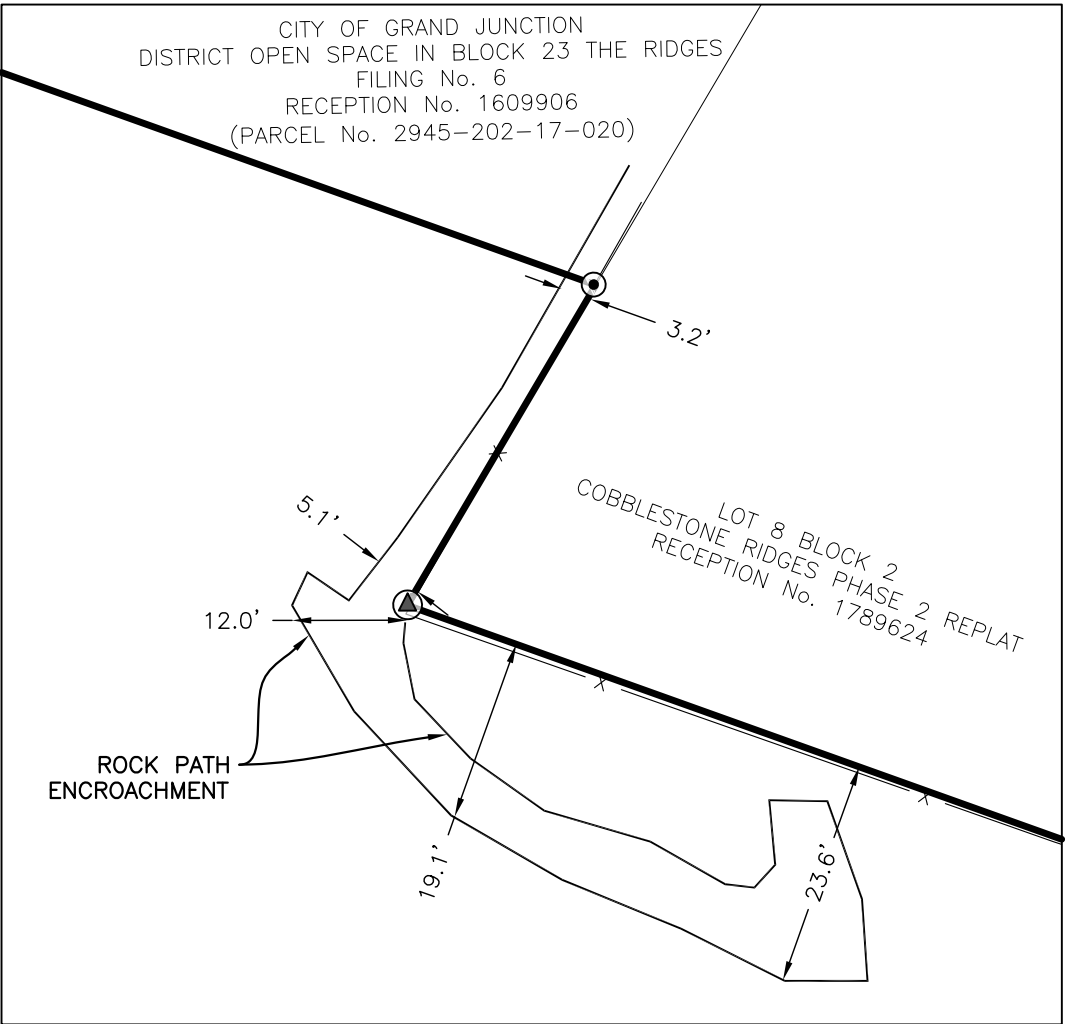 CITY OF GRAND JUNCTION
DISTRICT OPEN SPACE IN BLOCK 23 THE RIDGES
FILING No. 6
RECEPTION No. 1609906
(PARCEL No. 2945-202-17-020)
3.2'
LOT 8 BLOCK 2
COBBLESTONE RIDGES PHASE 2 REPLAT
RECEPTION No. 1789624
5.1'
12.0'
X
X
X
ROCK PATH
ENCROACHMENT
19.1'
23.6'